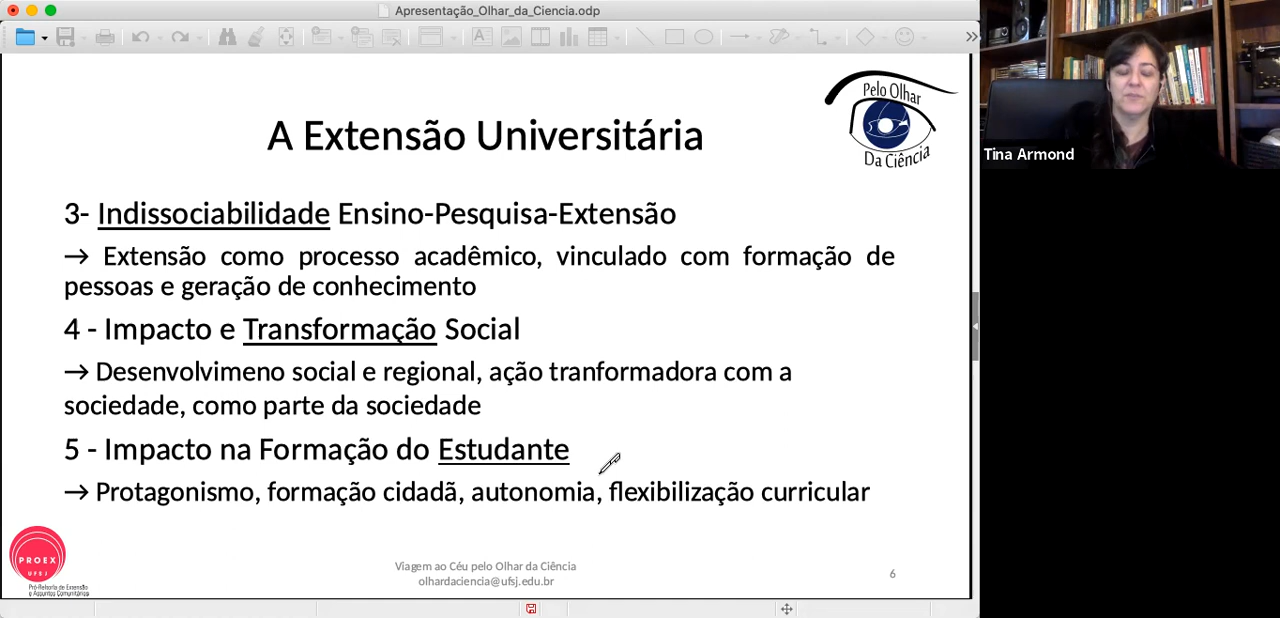 Apresentação_Olhar_da_Ciencia.odp
Pelo Olhar
Da Ciência
A Extensão Universitária
Tina Armond
3- Indissociabilidade Ensino-Pesquisa-Extensão
→ Extensão como processo acadêmico, vinculado com formação de
pessoas e geração de conhecimento
4 - Impacto e Transformação Social
→ Desenvolvimeno social e regional, ação tranformadora com a
sociedade, como parte da sociedade
5 - Impacto na Formação do Estudante
→ Protagonismo, formação cidadã, autonomia, flexibilização curricular
PROEX
UFSJ
Pró-Reitoria de Extensão
e Assuntos Comunitários
Viagem ao Céu pelo Olhar da Ciência
olhardaciencia@ufsj.edu.br
6